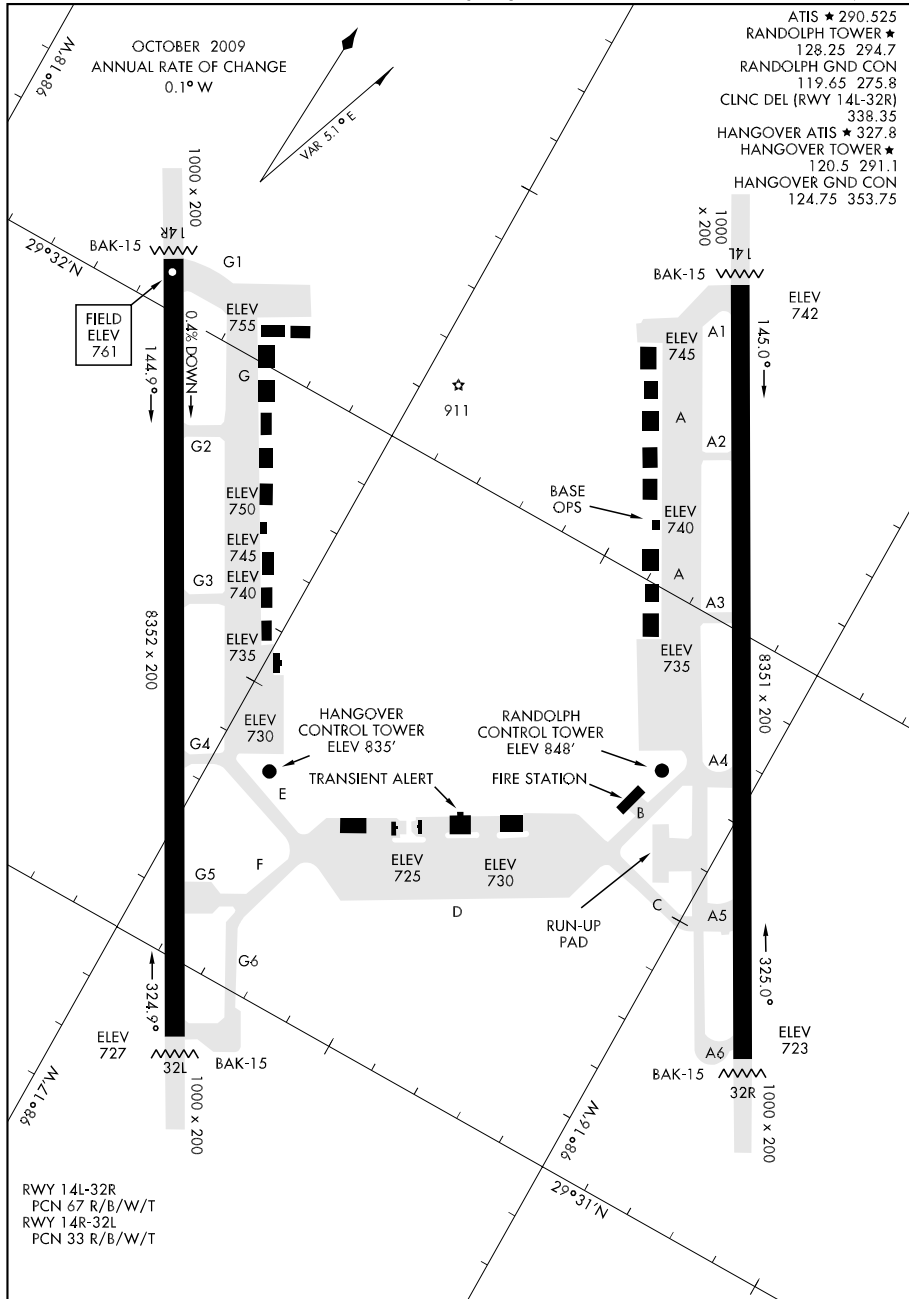 ATIS ★ 290.525
RANDOLPH TOWER ★
128.25 294.7
RANDOLPH GND CON
119.65 275.8
CLNC DEL (RWY 14L-32R)
338.35
HANGOVER ATIS ★ 327.8
HANGOVER TOWER ★
120.5 291.1
HANGOVER GND CON
124.75 353.75
OCTOBER 2009
ANNUAL RATE OF CHANGE
0.1° W
VAR 5.1° E
98°18'W
29°32'N
1000 x 200
14R
BAK-15
G1
FIELD
ELEV
761
0.4% DOWN
144.9°
ELEV
755
G
G2
ELEV
750
ELEV
745
ELEV
740
G3
ELEV
735
8352 x 200
ELEV
730
G4
HANGOVER
CONTROL TOWER
ELEV 835'
E
F
G5
G6
324.9°
ELEV
727
32L
BAK-15
1000 x 200
98°17'W
911
1000
x 200
14L
BAK-15
ELEV
742
A1
ELEV
745
145.0°
A
A2
BASE
OPS
ELEV
740
A
A3
ELEV
735
8351 x 200
RANDOLPH
CONTROL TOWER
ELEV 848'
A4
TRANSIENT ALERT
FIRE STATION
B
ELEV
725
ELEV
730
D
RUN-UP
PAD
C
A5
325.0°
ELEV
723
A6
BAK-15
32R
1000 x 200
98°16'W
29°31'N
RWY 14L-32R
PCN 67 R/B/W/T
RWY 14R-32L
PCN 33 R/B/W/T